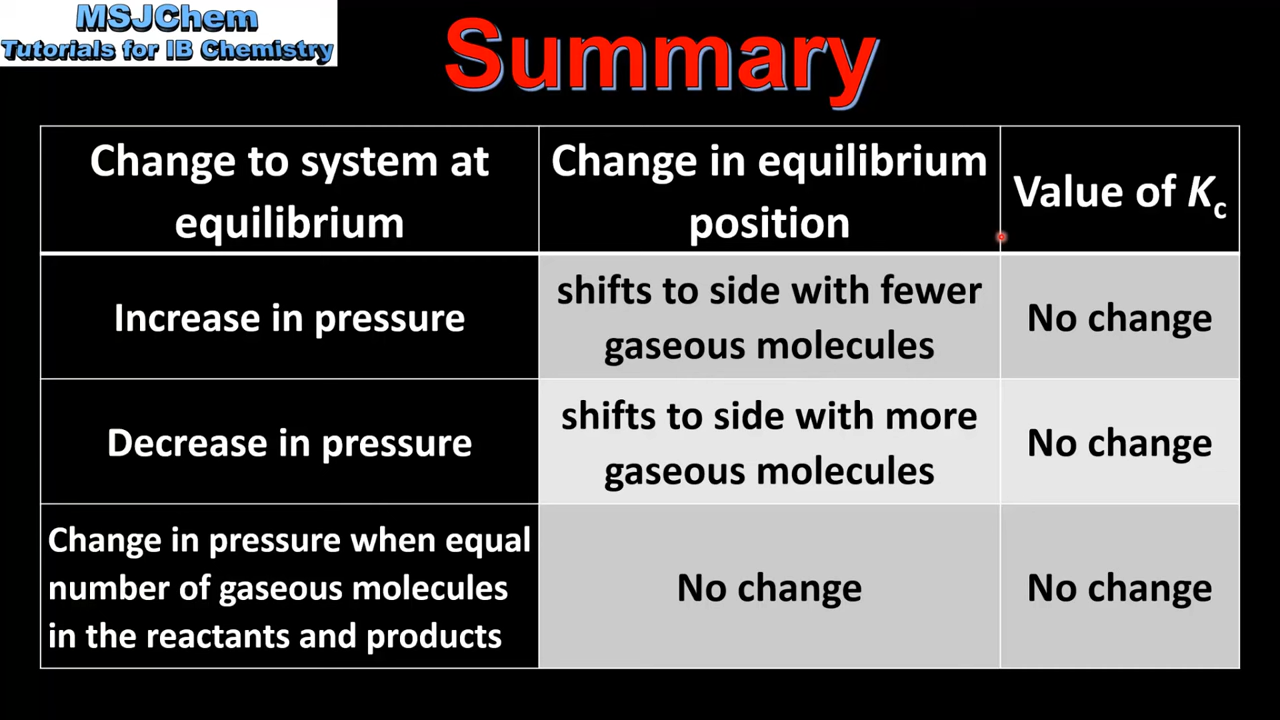 MSJChem
Tutorials for IB Chemistry
Summary
Change to system at
equilibrium
Change in equilibrium
position
Value of Kc
Increase in pressure
shifts to side with fewer
gaseous molecules
No change
Decrease in pressure
shifts to side with more
gaseous molecules
No change
Change in pressure when equal
number of gaseous molecules
in the reactants and products
No change
No change